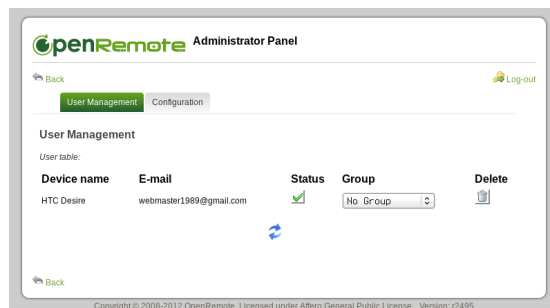 OpenRemote Administrator Panel
Back Log-out
User Management Configuration
User Management
User table:
Device name E-mail Status Group Delete
HTC Desire webmaster1989@gmail.com No Group
Back
Copyright © 2008-2012 OpenRemote. Licensed under Affero General Public License. Version: r2495